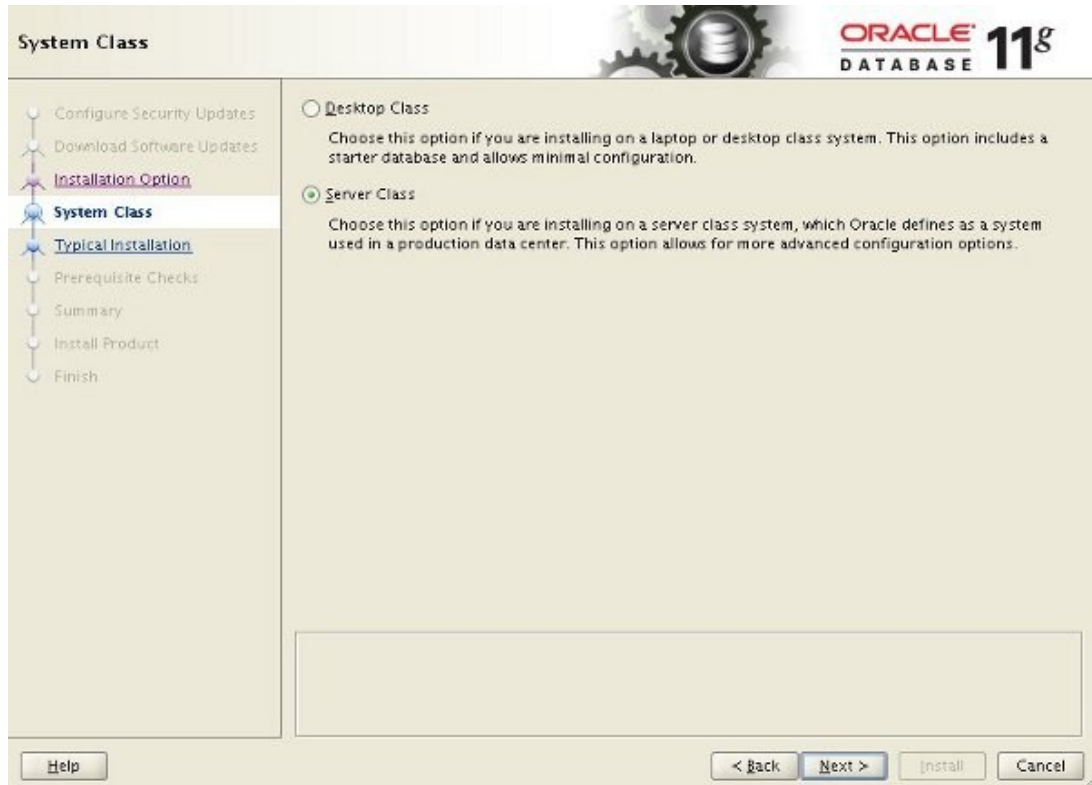 System Class
ORACLE
DATABASE
11g
Configure Security Updates
Download Software Updates
Installation Option
System Class
Typical Installation
Prerequisite Checks
Summary
Install Product
Finish
Desktop Class
Choose this option if you are installing on a laptop or desktop class system. This option includes a
starter database and allows minimal configuration.
Server Class
Choose this option if you are installing on a server class system, which Oracle defines as a system
used in a production data center. This option allows for more advanced configuration options.
Help
< Back
Next >
Install
Cancel